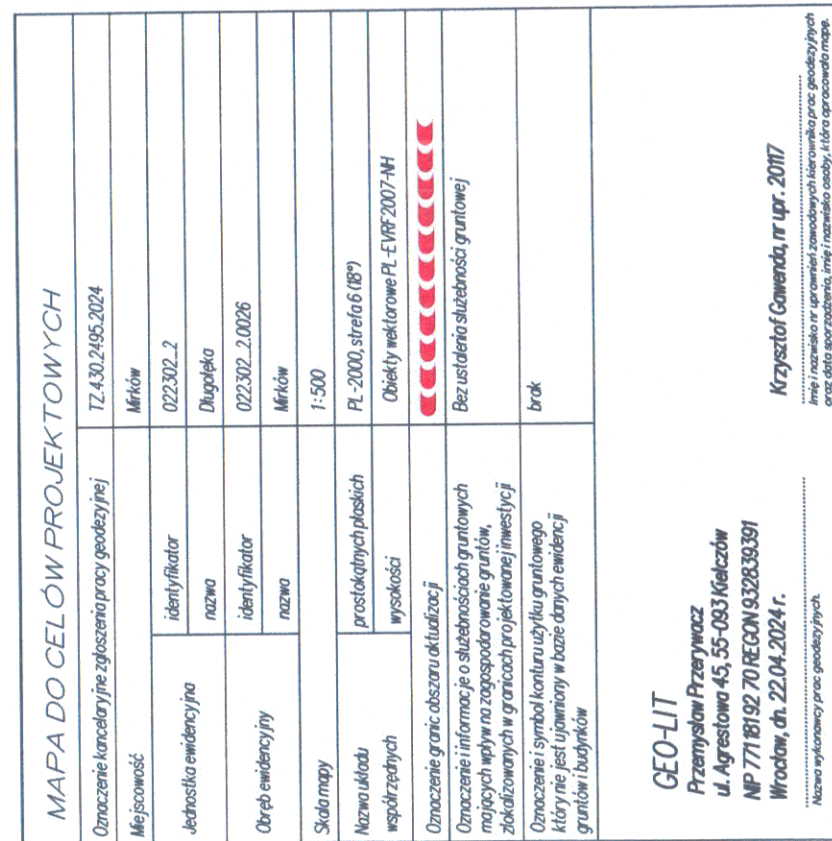 MAPA DO CELÓW PROJEKTOWYCH
Oznaczenie kancelaryjne zgłoszenia pracy geodezyjnej
TZ.430.2495.2024
Miejscowość
Mirków
Jednostka ewidencyjna
identyfikator
022302_2
nazwa
Długołęka
Obręb ewidencyjny
identyfikator
022302_2.0026
nazwa
Mirków
Skala mapy
1:500
Nazwa układu
współrzędnych
prostokątnych płaskich
PL-2000, strefa 6 (18°)
wysokości
Obiekty wektorowe PL-EVRF2007-NH
Oznaczenie granic obszaru aktualizacji
Oznaczenie i informacje o służebnościach gruntowych
mających wpływ na zagospodarowanie gruntów,
zlokalizowanych w granicach projektowanej inwestycji
Bez ustalenia służebności gruntowej
Oznaczenie i symbol konturu użytku gruntowego
który nie jest ujawniony w bazie danych ewidencji
gruntów i budynków
brak
GEO-LIT
Przemysław Przerywacz
ul. Agrestowa 45, 55-093 Kiełczów
NIP 771 18 192 70 REGON 932839391
Wrocław, dn. 22.04.2024 r.
Nazwa wykonawcy prac geodezyjnych.
Krzysztof Gawenda, nr upr. 20117
Imię i nazwisko nr uprawnień zawodowych kierownika prac geodezyjnych
oraz data sporządzenia, imię i nazwisko osoby, która opracowała mapę.